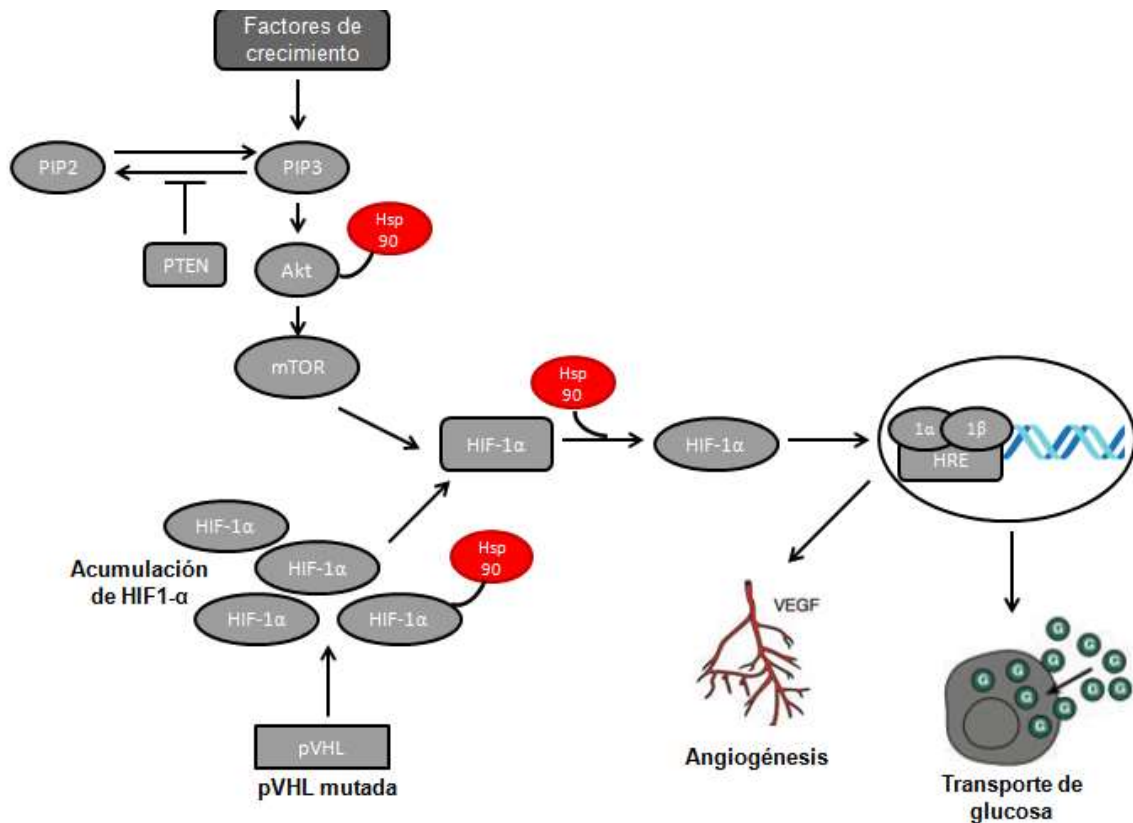 Factores de
crecimiento
PIP2
PIP3
Hsp
90
PTEN
Akt
mTOR
Hsp
90
HIF-1α
HIF-1α
1α
1β
HRE
HIF-1α
Acumulación
de HIF1-α
HIF-1α
Hsp
90
HIF-1α
HIF-1α
VEGF
G
G
G
G
G
G
G
G
G
G
G
pVHL
pVHL mutada
Angiogénesis
Transporte de
glucosa